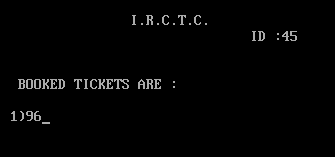 I.R.C.T.C.
ID :45
BOOKED TICKETS ARE :
1)96_